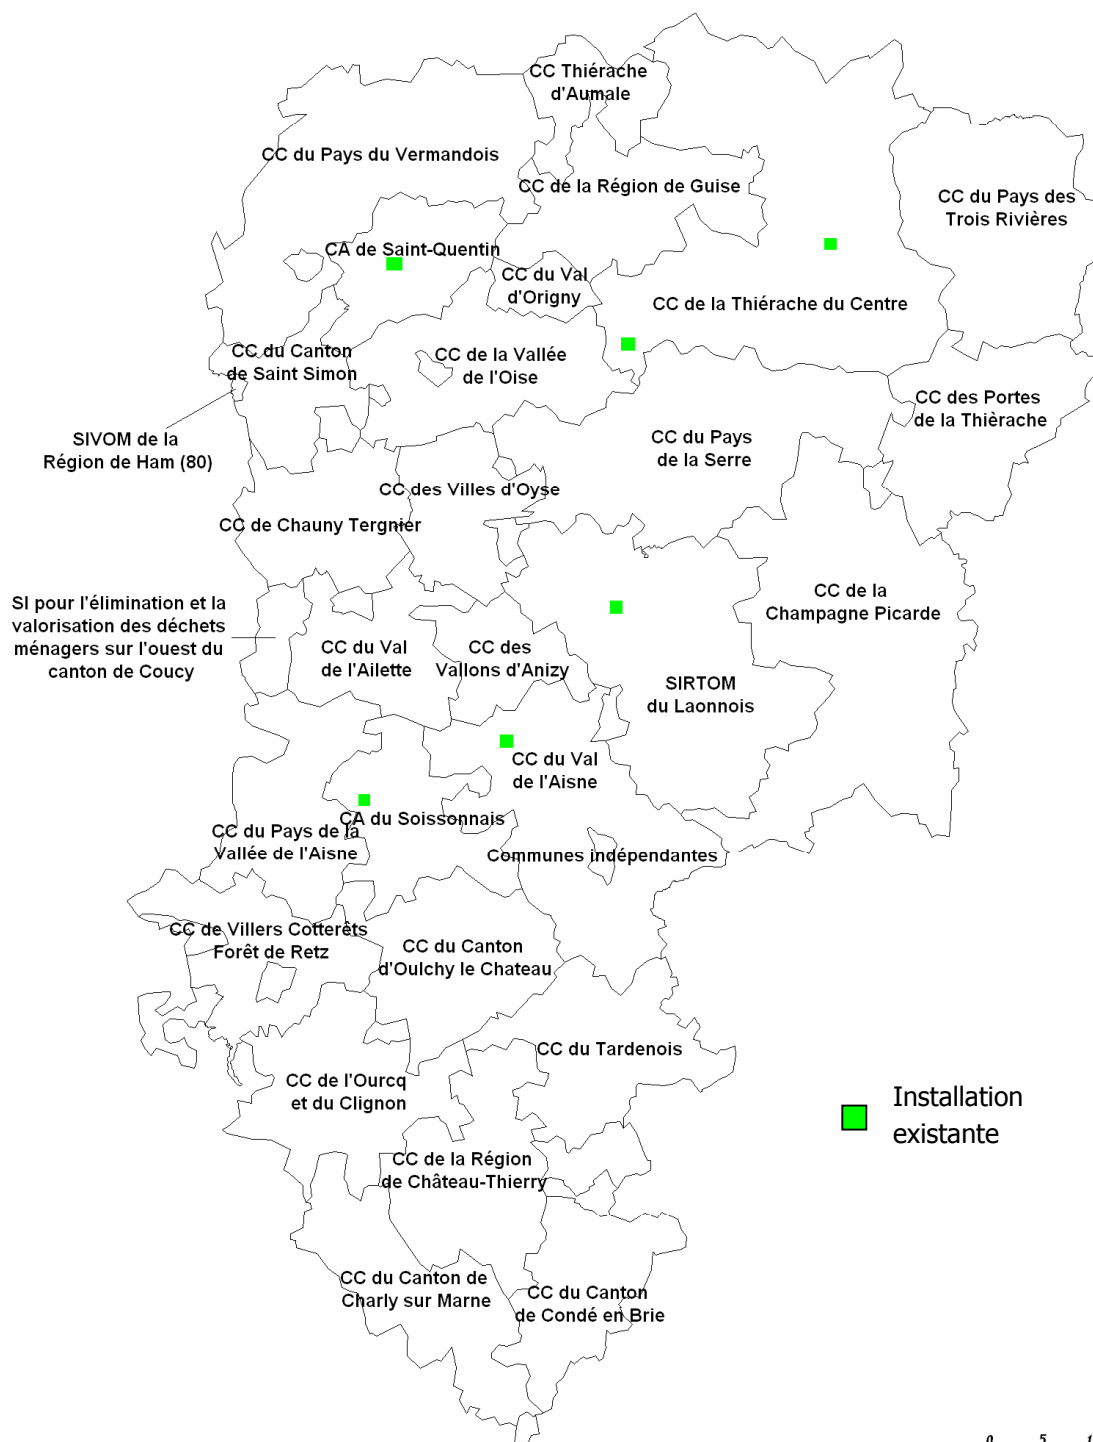 CC Thiérache
d'Aumale
CC du Pays du Vermandois
CC de la Région de Guise
CC du Pays des
Trois Rivières
CA de Saint-Quentin
CC du Val
d'Origny
CC de la Thiérache du Centre
CC du Canton
de Saint Simon
CC de la Vallée
de l'Oise
CC des Portes
de la Thièrache
SIVOM de la
Région de Ham (80)
CC du Pays
de la Serre
CC des Villes d'Oyse
CC de Chauny Tergnier
SI pour l'élimination et la
valorisation des déchets
ménagers sur l'ouest du
canton de Coucy
CC de la
Champagne Picarde
CC du Val
de l'Ailette
CC des
Vallons d'Anizy
SIRTOM
du Laonnois
CC du Val
de l'Aisne
CA du Soissonnais
CC du Pays de la
Vallée de l'Aisne
Communes indépendantes
CC de Villers Cotterêts
Forêt de Retz
CC du Canton
d'Oulchy le Chateau
CC du Tardenois
CC de l'Ourcq
et du Clignon
Installation
existante
CC de la Région
de Château-Thierry
CC du Canton de
Charly sur Marne
CC du Canton
de Condé en Brie
0 5 1